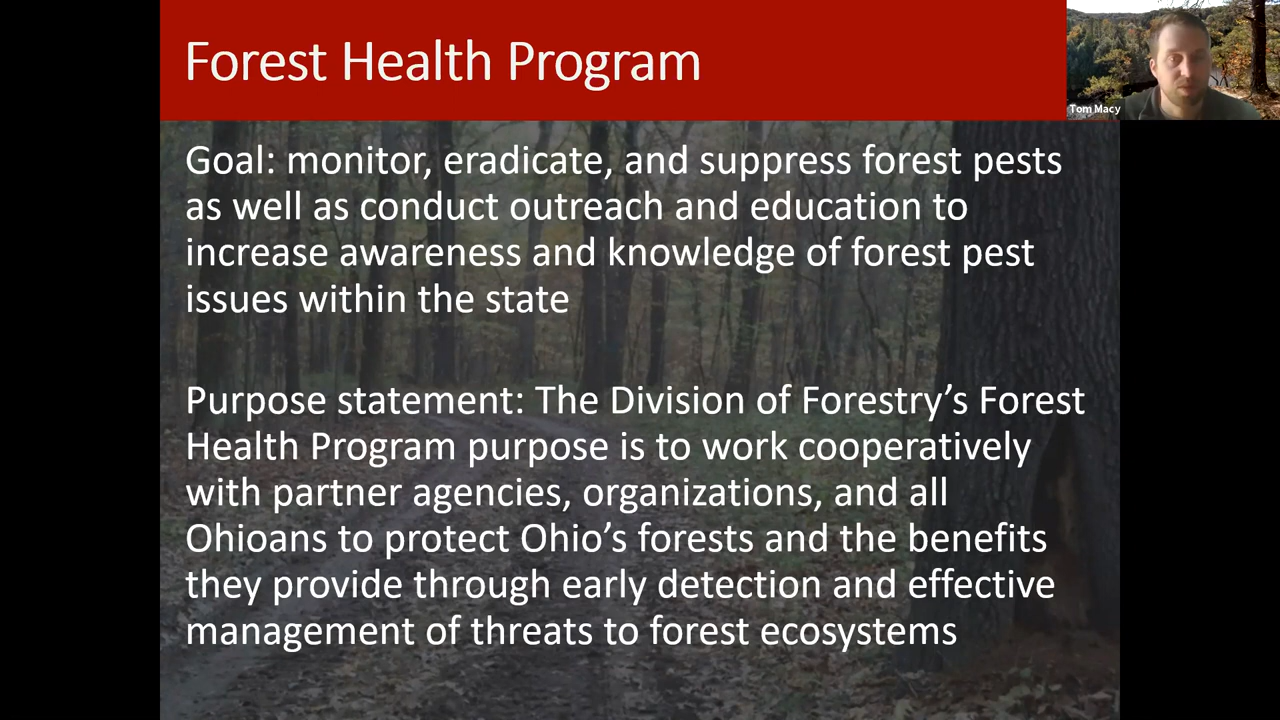 Forest Health Program
Tom Macy
Goal: monitor, eradicate, and suppress forest pests
as well as conduct outreach and education to
increase awareness and knowledge of forest pest
issues within the state
Purpose statement: The Division of Forestry’s Forest
Health Program purpose is to work cooperatively
with partner agencies, organizations, and all
Ohioans to protect Ohio’s forests and the benefits
they provide through early detection and effective
management of threats to forest ecosystems